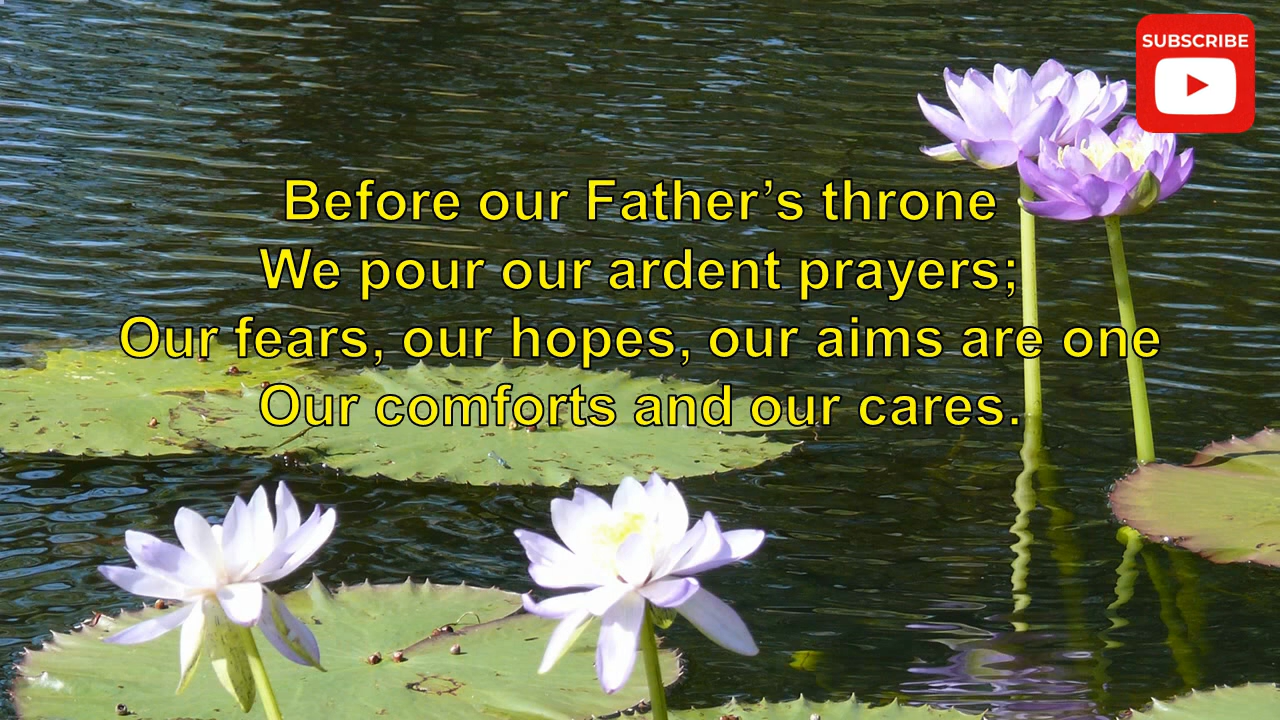 SUBSCRIBE
Before our Father’s throne
We pour our ardent prayers;
Our fears, our hopes, our aims are one
Our comforts and our cares.